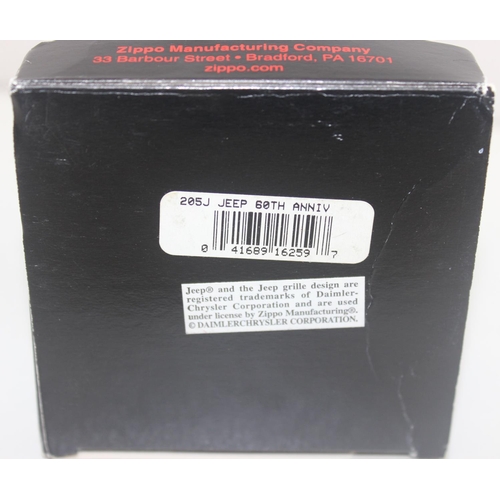 Zippo Manufacturing Company
33 Barbour Street • Bradford, PA 16701
zippo.com
205J JEEP 60TH ANNIV
0 41689 16259 7
Jeep® and the Jeep grille design are
registered trademarks of Daimler-
Chrysler Corporation and are used
under license by Zippo Manufacturing®.
© DAIMLERCHRYSLER CORPORATION.